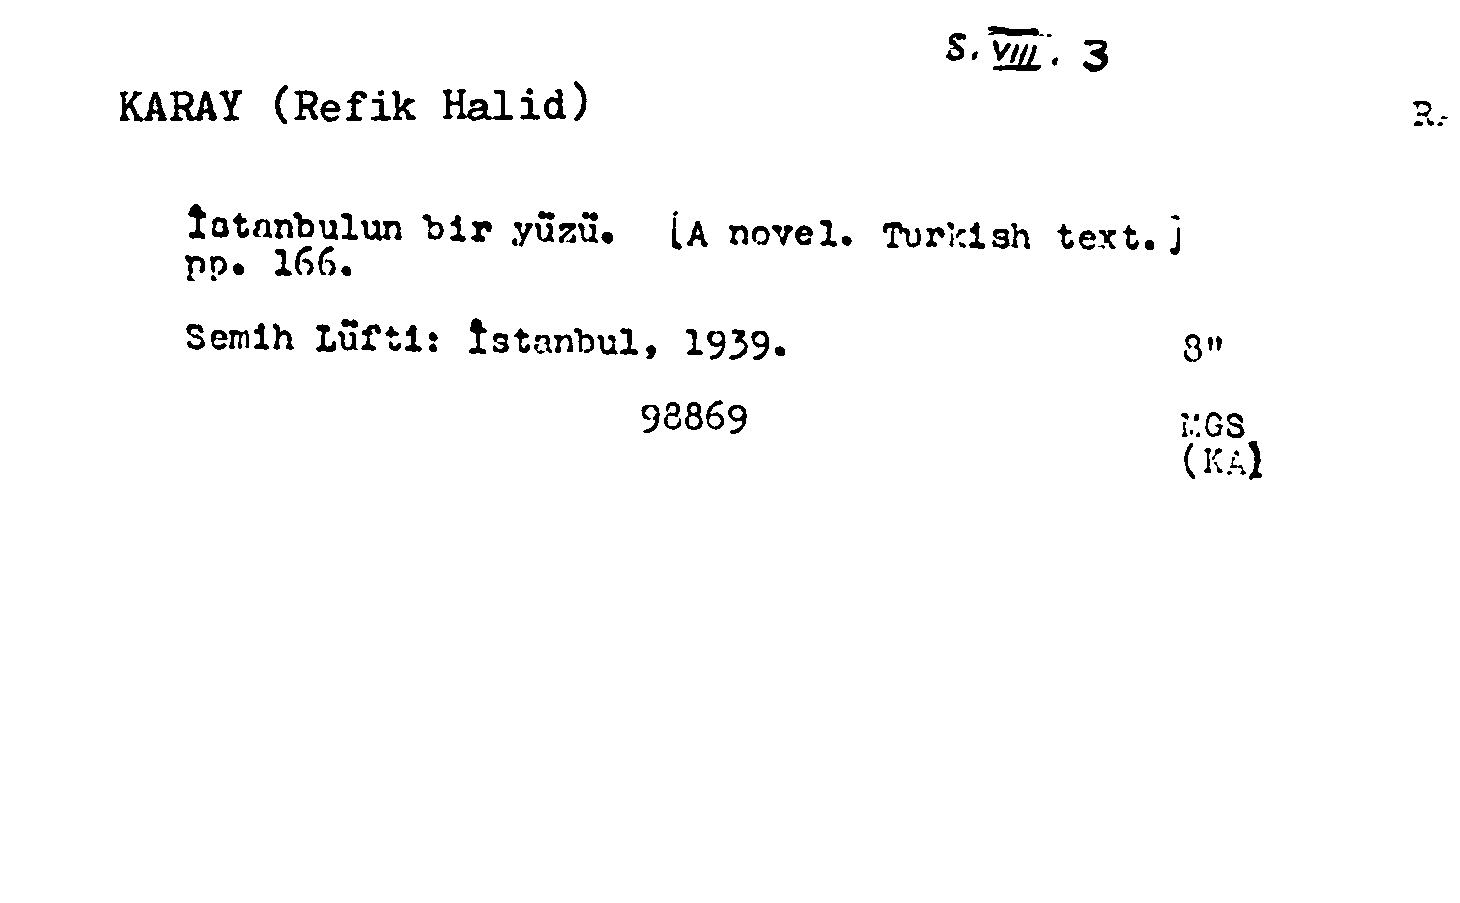 S. VIII. 3
KARAY (Refik Halid)
R.
İstanbulun bir yüzü. [A novel. Turkish text.]
pp. 166.
Semih Lüfti: İstanbul, 1939. 8"
98869 MGS
(KA)